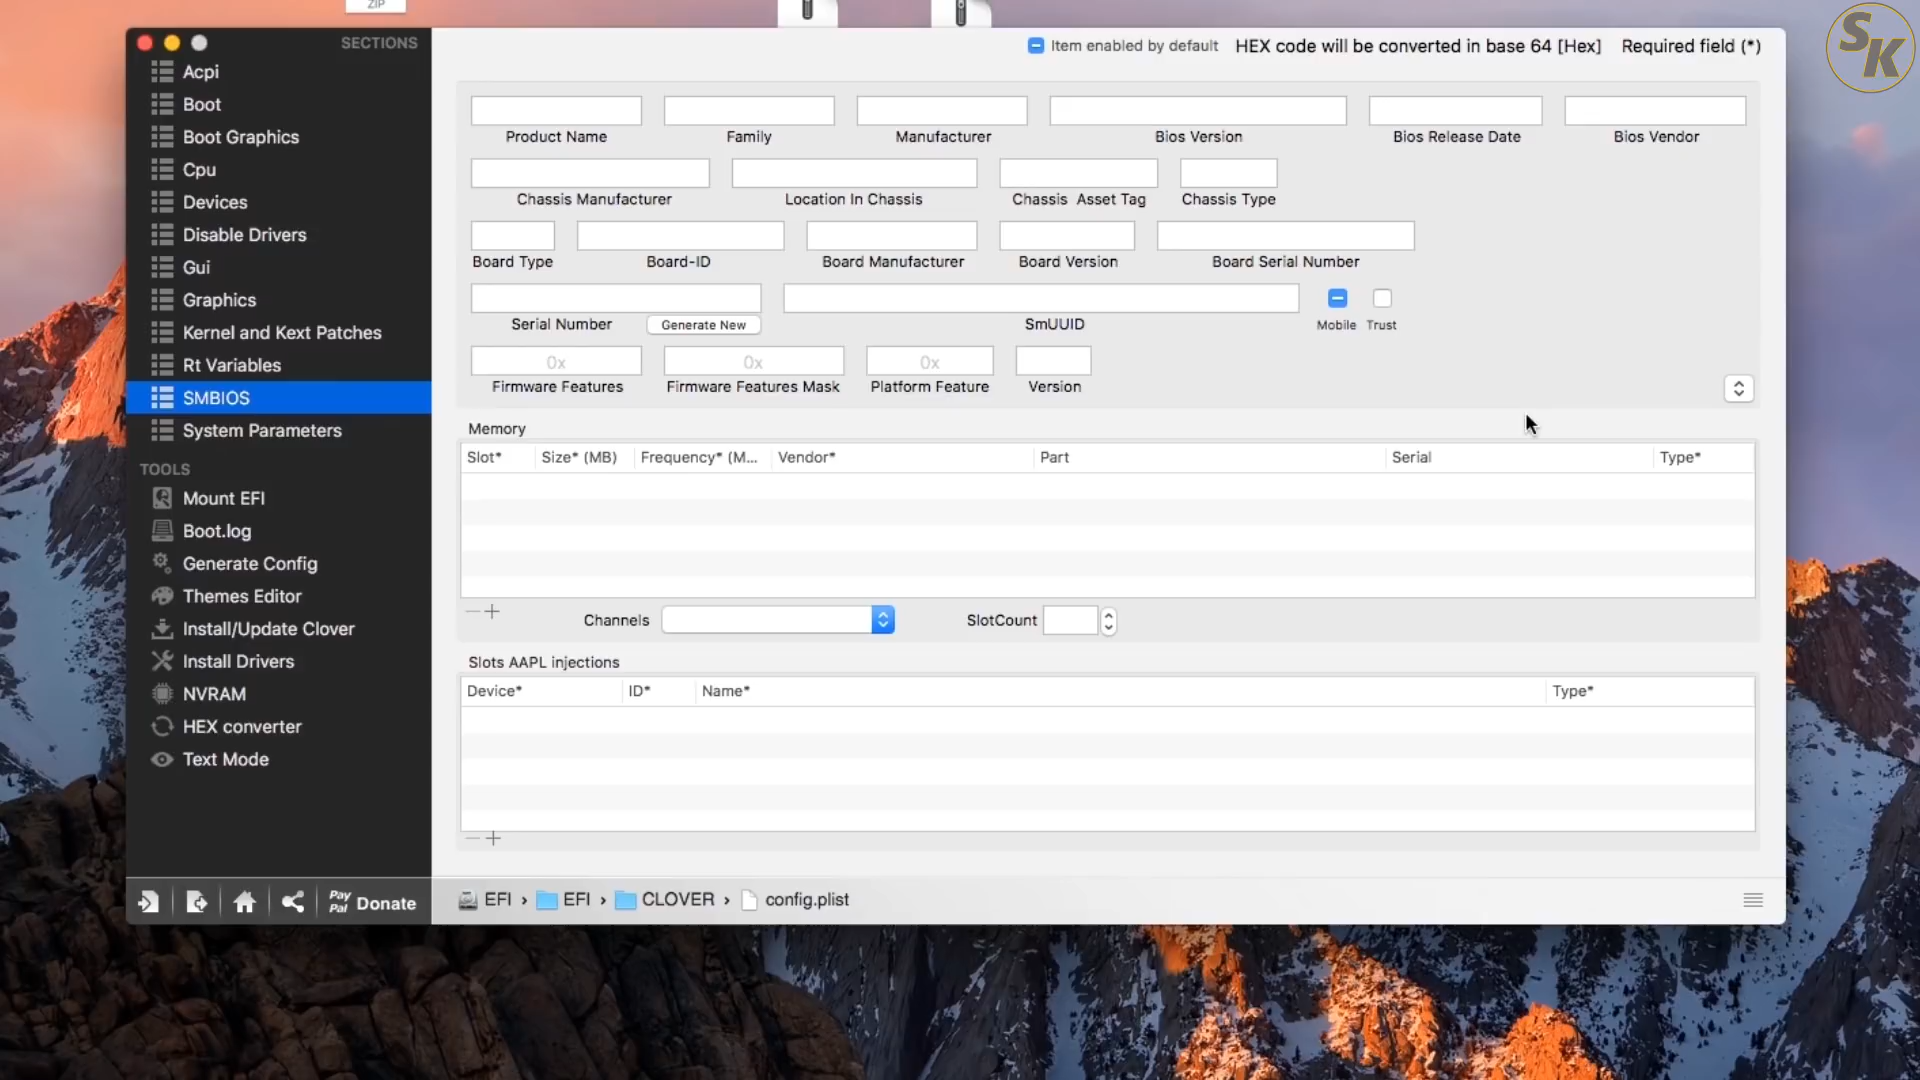 ZIP
SK
SECTIONS
Acpi
Boot
Boot Graphics
Cpu
Devices
Disable Drivers
Gui
Graphics
Kernel and Kext Patches
Rt Variables
SMBIOS
System Parameters
TOOLS
Mount EFI
Boot.log
Generate Config
Themes Editor
Install/Update Clover
Install Drivers
NVRAM
HEX converter
Text Mode
Pay Pal Donate
Item enabled by default HEX code will be converted in base 64 [Hex] Required field (*)
Product Name Family Manufacturer Bios Version Bios Release Date Bios Vendor
Chassis Manufacturer Location In Chassis Chassis Asset Tag Chassis Type
Board Type Board-ID Board Manufacturer Board Version Board Serial Number
Serial Number Generate New SmUUID Mobile Trust
0x 0x 0x
Firmware Features Firmware Features Mask Platform Feature Version
Memory
Slot* Size* (MB) Frequency* (M... Vendor* Part Serial Type*
Channels SlotCount
Slots AAPL injections
Device* ID* Name* Type*
EFI › EFI › CLOVER › config.plist